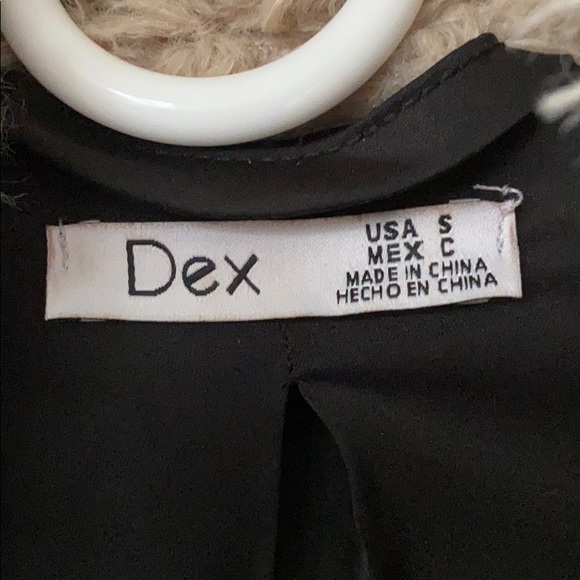 Dex
USA S
MEX C
MADE IN CHINA
HECHO EN CHINA